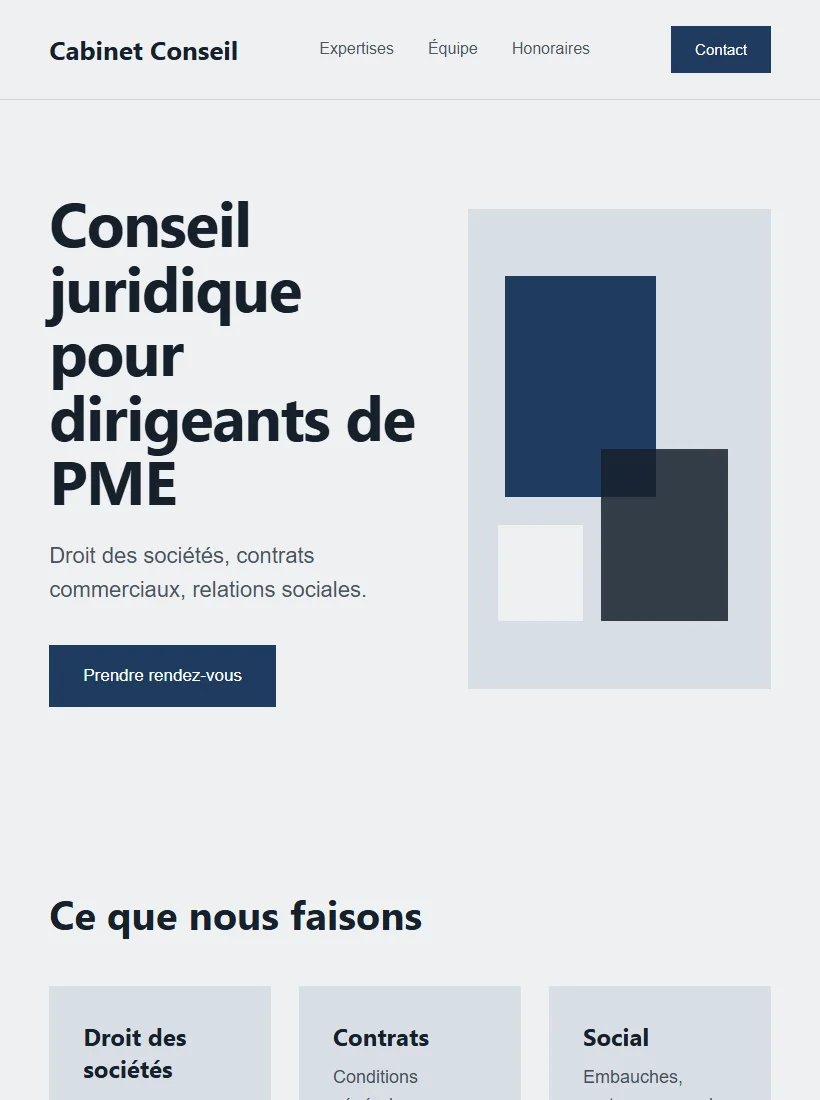 Cabinet Conseil
Expertises
Équipe
Honoraires
Contact
Conseil
juridique
pour
dirigeants de
PME
Droit des sociétés, contrats
commerciaux, relations sociales.
Prendre rendez-vous
Ce que nous faisons
Droit des
sociétés
Contrats
Conditions
Social
Embauches,